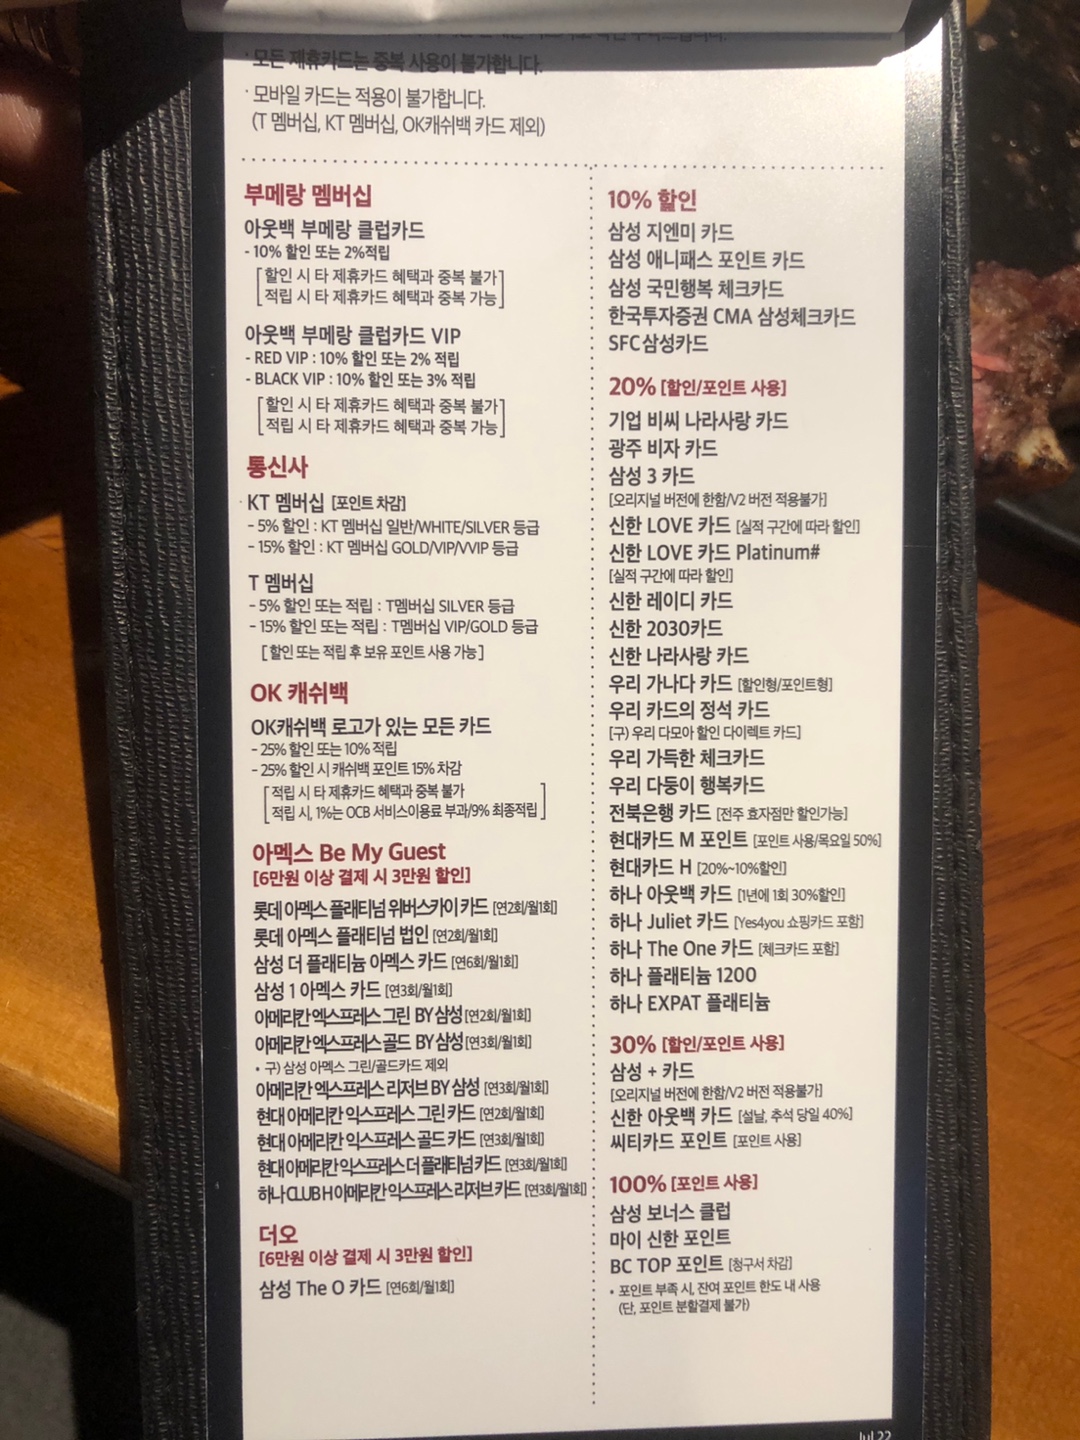 · 모든 제휴카드는 중복 사용이 불가합니다.
· 모바일 카드는 적용이 불가합니다.
(T 멤버십, KT 멤버십, OK캐쉬백 카드 제외)
부메랑 멤버십
아웃백 부메랑 클럽카드
- 10% 할인 또는 2%적립
[할인 시 타 제휴카드 혜택과 중복 불가
적립 시 타 제휴카드 혜택과 중복 가능]
아웃백 부메랑 클럽카드 VIP
- RED VIP : 10% 할인 또는 2% 적립
- BLACK VIP : 10% 할인 또는 3% 적립
[할인 시 타 제휴카드 혜택과 중복 불가
적립 시 타 제휴카드 혜택과 중복 가능]
통신사
KT 멤버십 [포인트 차감]
- 5% 할인 : KT 멤버십 일반/WHITE/SILVER 등급
- 15% 할인 : KT 멤버십 GOLD/VIP/VVIP 등급
T 멤버십
- 5% 할인 또는 적립 : T멤버십 SILVER 등급
- 15% 할인 또는 적립 : T멤버십 VIP/GOLD 등급
[할인 또는 적립 후 보유 포인트 사용 가능]
OK 캐쉬백
OK캐쉬백 로고가 있는 모든 카드
- 25% 할인 또는 10% 적립
- 25% 할인 시 캐쉬백 포인트 15% 차감
[적립 시 타 제휴카드 혜택과 중복 불가
적립 시, 1%는 OCB 서비스이용료 부과/9% 최종적립]
아멕스 Be My Guest
[6만원 이상 결제 시 3만원 할인]
롯데 아멕스 플래티넘 위버스카이 카드 [연2회/월1회]
롯데 아멕스 플래티넘 법인 [연2회/월1회]
삼성 더 플래티늄 아멕스 카드 [연6회/월1회]
삼성 1 아멕스 카드 [연3회/월1회]
아메리칸 엑스프레스 그린 BY 삼성 [연2회/월1회]
아메리칸 엑스프레스 골드 BY 삼성 [연3회/월1회]
• 구) 삼성 아멕스 그린/골드카드 제외
아메리칸 엑스프레스 리저브 BY 삼성 [연3회/월1회]
현대 아메리칸 익스프레스 그린 카드 [연2회/월1회]
현대 아메리칸 익스프레스 골드 카드 [연3회/월1회]
현대 아메리칸 익스프레스 더 플래티넘 카드 [연3회/월1회]
하나 CLUB H 아메리칸 익스프레스 리저브 카드 [연3회/월1회]
더오
[6만원 이상 결제 시 3만원 할인]
삼성 The O 카드 [연6회/월1회]
10% 할인
삼성 지엔미 카드
삼성 애니패스 포인트 카드
삼성 국민행복 체크카드
한국투자증권 CMA 삼성체크카드
SFC 삼성카드
20% [할인/포인트 사용]
기업 비씨 나라사랑 카드
광주 비자 카드
삼성 3 카드
[오리지널 버전에 한함/V2 버전 적용불가]
신한 LOVE 카드 [실적 구간에 따라 할인]
신한 LOVE 카드 Platinum#
[실적 구간에 따라 할인]
신한 레이디 카드
신한 2030카드
신한 나라사랑 카드
우리 가나다 카드 [할인형/포인트형]
우리 카드의 정석 카드
[구) 우리 다모아 할인 다이렉트 카드]
우리 가득한 체크카드
우리 다둥이 행복카드
전북은행 카드 [전주 효자점만 할인가능]
현대카드 M 포인트 [포인트 사용/목요일 50%]
현대카드 H [20%~10%할인]
하나 아웃백 카드 [1년에 1회 30%할인]
하나 Juliet 카드 [Yes4you 쇼핑카드 포함]
하나 The One 카드 [체크카드 포함]
하나 플래티늄 1200
하나 EXPAT 플래티늄
30% [할인/포인트 사용]
삼성 + 카드
[오리지널 버전에 한함/V2 버전 적용불가]
신한 아웃백 카드 [설날, 추석 당일 40%]
씨티카드 포인트 [포인트 사용]
100% [포인트 사용]
삼성 보너스 클럽
마이 신한 포인트
BC TOP 포인트 [청구서 차감]
• 포인트 부족 시, 잔여 포인트 한도 내 사용
(단, 포인트 분할결제 불가)
Jul 22